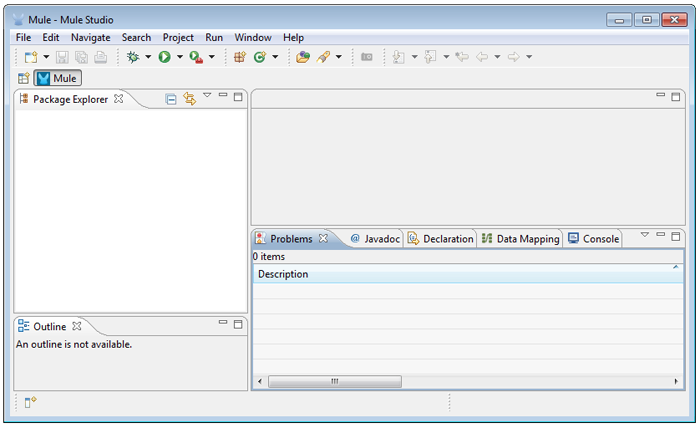 Mule - Mule Studio
File Edit Navigate Search Project Run Window Help
Mule
Package Explorer
Problems @ Javadoc Declaration Data Mapping Console
0 items
Description
Outline
An outline is not available.